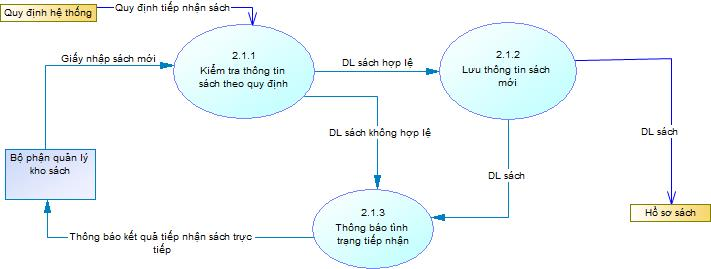 Quy định hệ thống
Quy định tiếp nhận sách
Giấy nhập sách mới
2.1.1
Kiểm tra thông tin
sách theo quy định
DL sách hợp lệ
2.1.2
Lưu thông tin sách
mới
DL sách không hợp lệ
DL sách
DL sách
Bộ phận quản lý
kho sách
2.1.3
Thông báo tình
trạng tiếp nhận
Hồ sơ sách
Thông báo kết quả tiếp nhận sách trực
tiếp